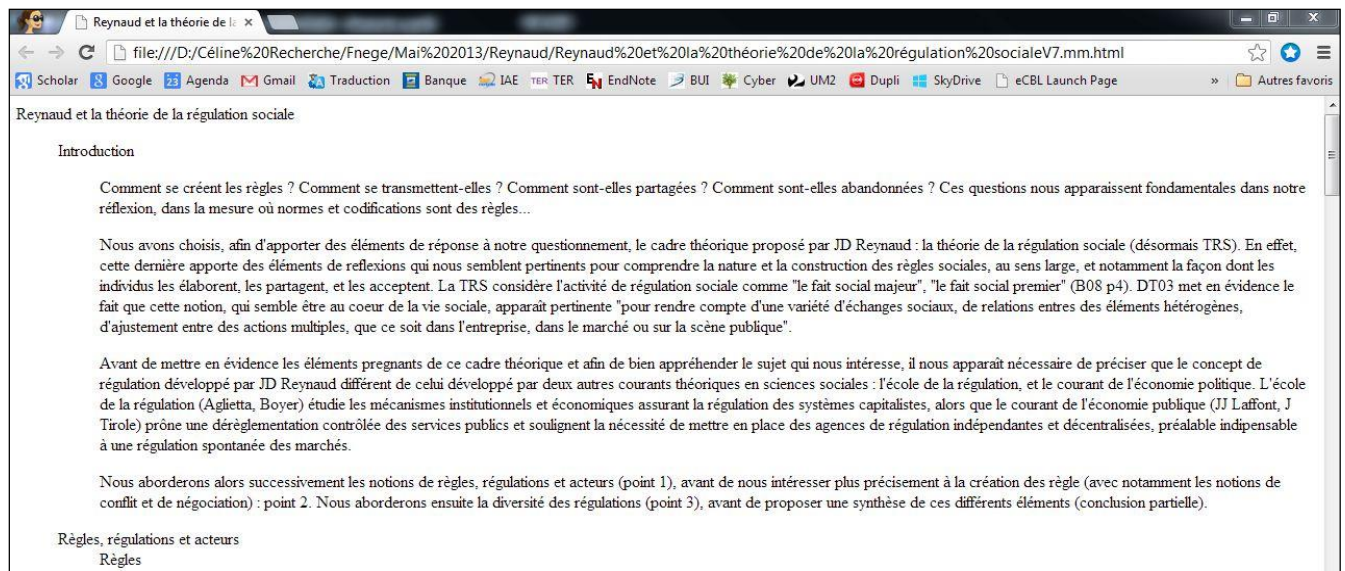 Reynaud et la théorie de la
file:///D:/Céline%20Recherche/Fnege/Mai%202013/Reynaud/Reynaud%20et%20la%20théorie%20de%20la%20régulation%20socialeV7.mm.html
Scholar Google 23 Agenda Gmail Traduction Banque IAE TER TER EN EndNote BUI Cyber UM2 Dupli SkyDrive eCBL Launch Page » Autres favoris
Reynaud et la théorie de la régulation sociale
Introduction
Comment se créent les règles ? Comment se transmettent-elles ? Comment sont-elles partagées ? Comment sont-elles abandonnées ? Ces questions nous apparaissent fondamentales dans notre
réflexion, dans la mesure où normes et codifications sont des règles...
Nous avons choisis, afin d'apporter des éléments de réponse à notre questionnement, le cadre théorique proposé par JD Reynaud : la théorie de la régulation sociale (désormais TRS). En effet,
cette dernière apporte des éléments de reflexions qui nous semblent pertinents pour comprendre la nature et la construction des règles sociales, au sens large, et notamment la façon dont les
individus les élaborent, les partagent, et les acceptent. La TRS considère l'activité de régulation sociale comme "le fait social majeur", "le fait social premier" (B08 p4). DT03 met en évidence le
fait que cette notion, qui semble être au coeur de la vie sociale, apparaît pertinente "pour rendre compte d'une variété d'échanges sociaux, de relations entres des éléments hétérogènes,
d'ajustement entre des actions multiples, que ce soit dans l'entreprise, dans le marché ou sur la scène publique".
Avant de mettre en évidence les éléments pregnants de ce cadre théorique et afin de bien appréhender le sujet qui nous intéresse, il nous apparaît nécessaire de préciser que le concept de
régulation développé par JD Reynaud différent de celui développé par deux autres courants théoriques en sciences sociales : l'école de la régulation, et le courant de l'économie politique. L'école
de la régulation (Aglietta, Boyer) étudie les mécanismes institutionnels et économiques assurant la régulation des systèmes capitalistes, alors que le courant de l'économie publique (JJ Laffont, J
Tirole) prône une dérèglementation contrôlée des services publics et soulignent la nécessité de mettre en place des agences de régulation indépendantes et décentralisées, préalable indipensable
à une régulation spontanée des marchés.
Nous aborderons alors successivement les notions de règles, régulations et acteurs (point 1), avant de nous intéresser plus précisement à la création des règle (avec notamment les notions de
conflit et de négociation) : point 2. Nous aborderons ensuite la diversité des régulations (point 3), avant de proposer une synthèse de ces différents éléments (conclusion partielle).
Règles, régulations et acteurs
Règles